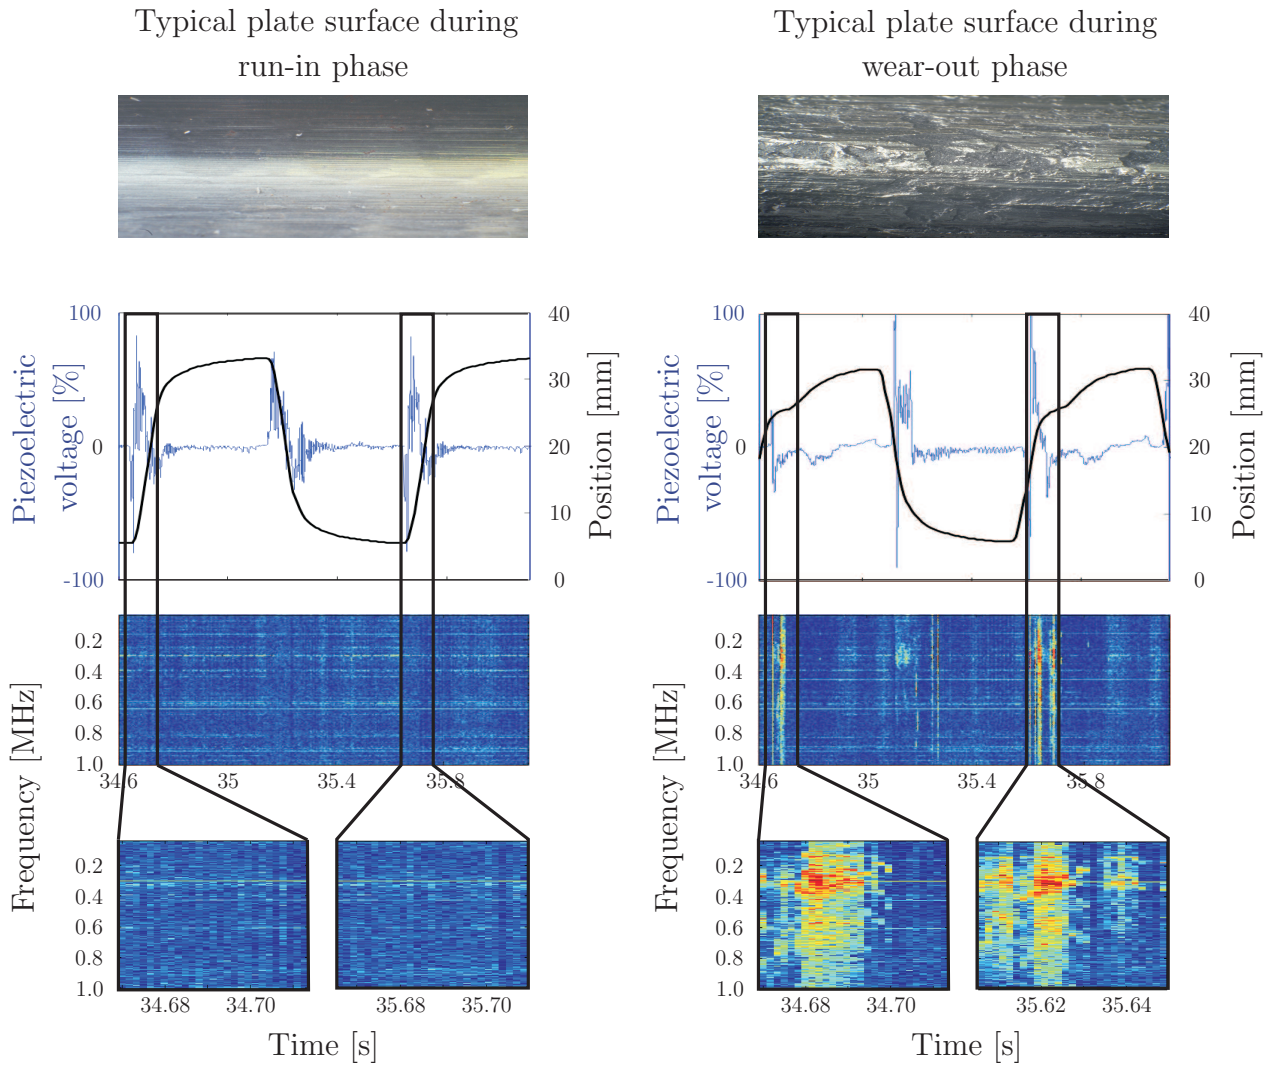 Typical plate surface during
run-in phase
Typical plate surface during
wear-out phase
Piezoelectric
voltage [%]
100
0
-100
40
30
20
10
0
Position [mm]
Piezoelectric
voltage [%]
100
0
-100
40
30
20
10
0
Position [mm]
Frequency [MHz]
0.2
0.4
0.6
0.8
1.0
34.6 35 35.4 35.8
0.2
0.4
0.6
0.8
1.0
34.68 34.70 35.68 35.70
Time [s]
Frequency [MHz]
0.2
0.4
0.6
0.8
1.0
34.6 35 35.4 35.8
0.2
0.4
0.6
0.8
1.0
34.68 34.70 35.62 35.64
Time [s]